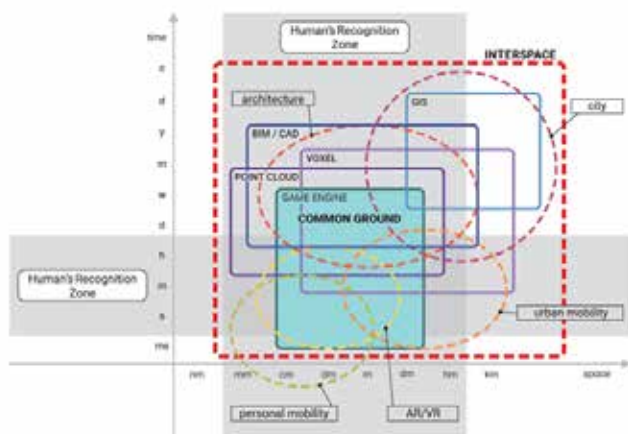 Human's Recognition
Zone
time
INTERSPACE
c
d
architecture
GIS
city
y
BIM / CAD
m
VOXEL
POINT CLOUD
w
GAME ENGINE
COMMON GROUND
d
h
Human's Recognition
Zone
m
s
urban mobility
ms
nm
mm
cm
dm
m
dm
hm
km
space
personal mobility
AR/VR